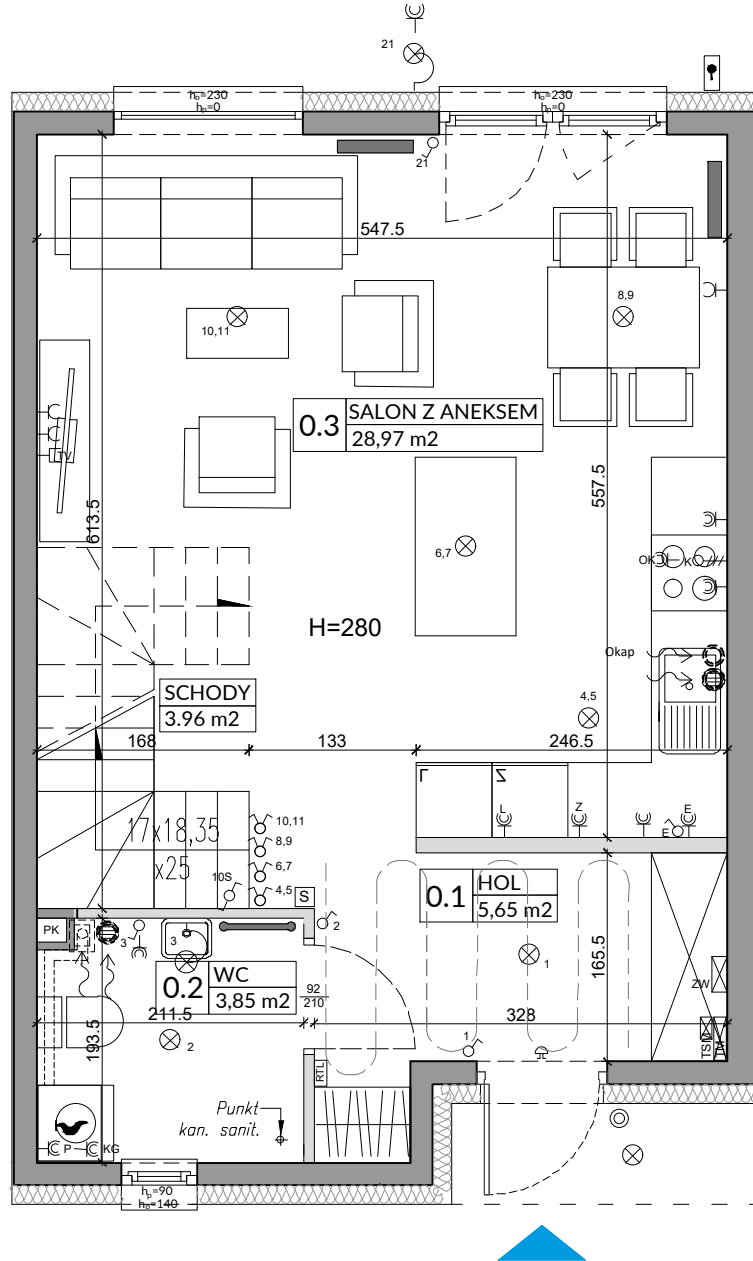 21
hₒ=230
hₚ=0
hₒ=230
hₚ=0
21
547.5
10,11
8,9
0.3
SALON Z ANEKSEM
28,97 m2
TV
613.5
557.5
6,7
OK
K
H=280
Okap
SCHODY
3.96 m2
4,5
168
133
246.5
Z
L
Z
E
E
17x18,35
x25
10,11
8,9
6,7
4,5
10S
S
0.1
HOL
5,65 m2
PK
3
3
2
0.2
WC
3,85 m2
92
210
1
165.5
ZW
211.5
328
193.5
2
1
RTL
TSM
TM
Punkt
kan. sanit.
P
KG
hₚ=90
hₒ=140